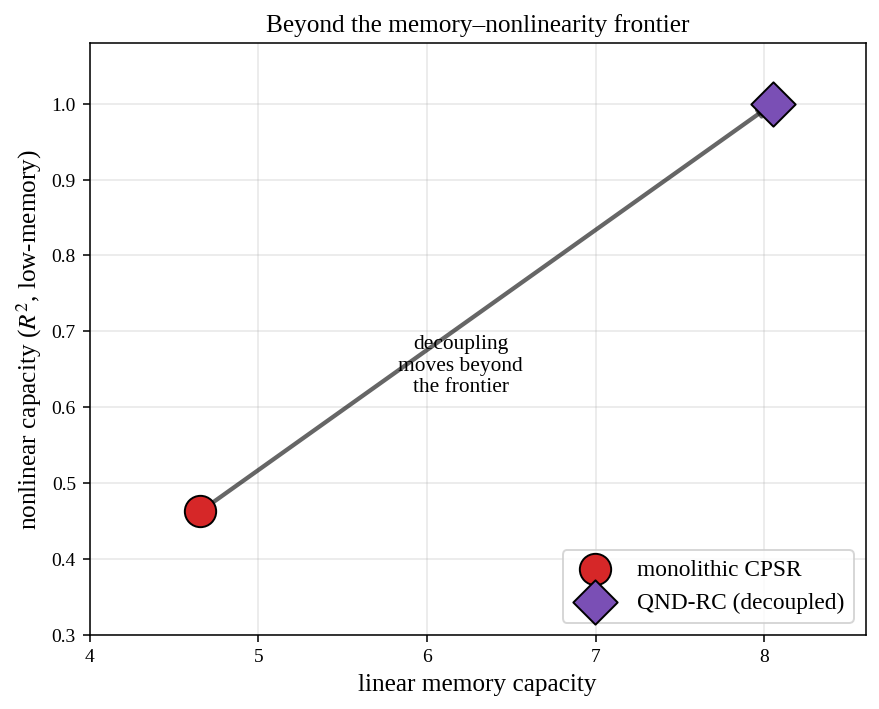 Beyond the memory–nonlinearity frontier
nonlinear capacity (R², low-memory)
1.0
0.9
0.8
0.7
0.6
0.5
0.4
0.3
decoupling
moves beyond
the frontier
monolithic CPSR
QND-RC (decoupled)
4 5 6 7 8
linear memory capacity